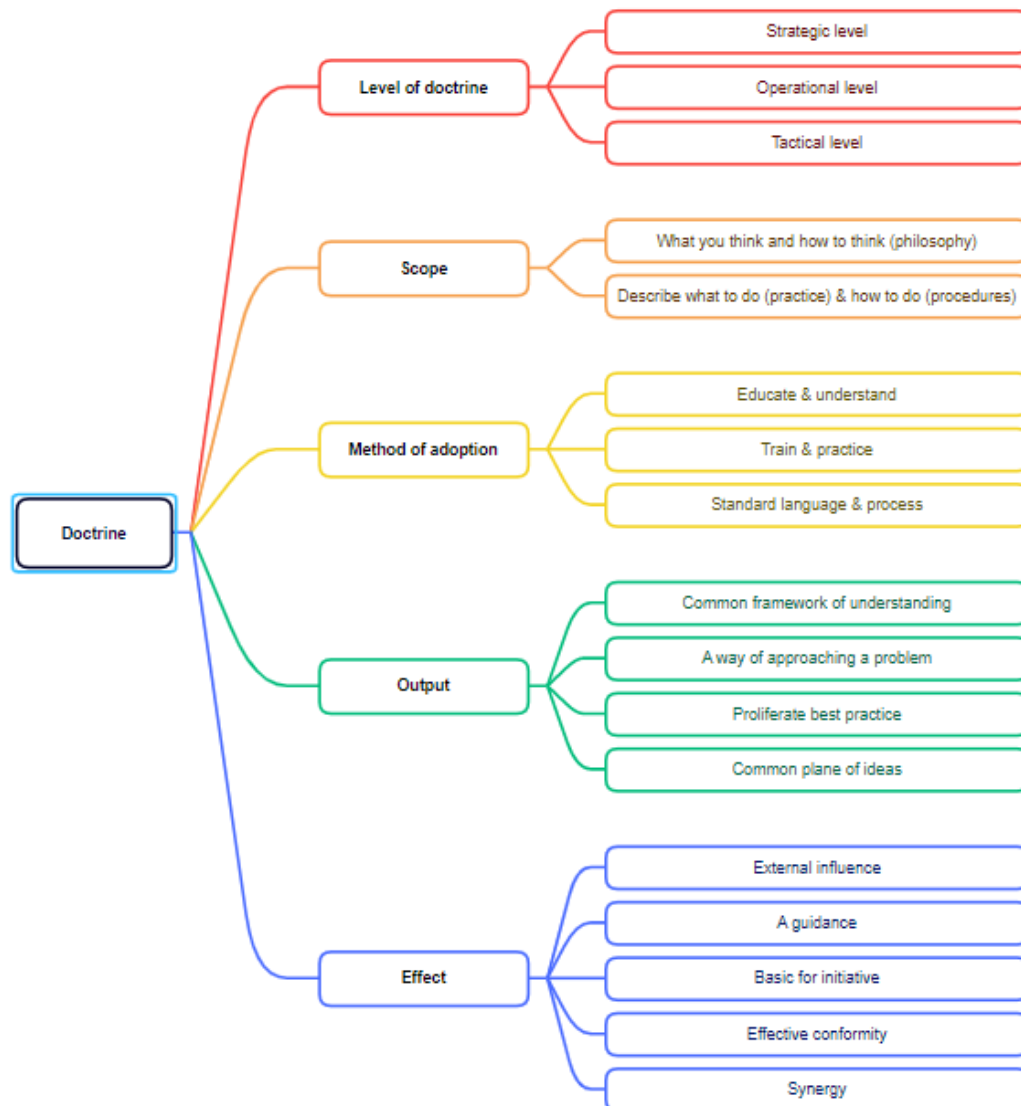 Doctrine
Level of doctrine
Strategic level
Operational level
Tactical level
Scope
What you think and how to think (philosophy)
Describe what to do (practice) & how to do (procedures)
Method of adoption
Educate & understand
Train & practice
Standard language & process
Output
Common framework of understanding
A way of approaching a problem
Proliferate best practice
Common plane of ideas
Effect
External influence
A guidance
Basic for initiative
Effective conformity
Synergy